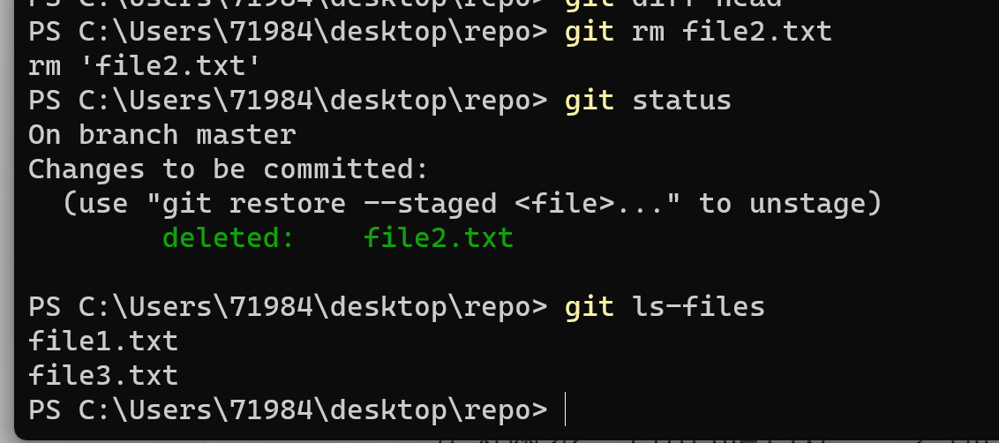 PS C:\Users\71984\desktop\repo> git diff head
PS C:\Users\71984\desktop\repo> git rm file2.txt
rm 'file2.txt'
PS C:\Users\71984\desktop\repo> git status
On branch master
Changes to be committed:
  (use "git restore --staged <file>..." to unstage)
        deleted:    file2.txt

PS C:\Users\71984\desktop\repo> git ls-files
file1.txt
file3.txt
PS C:\Users\71984\desktop\repo>